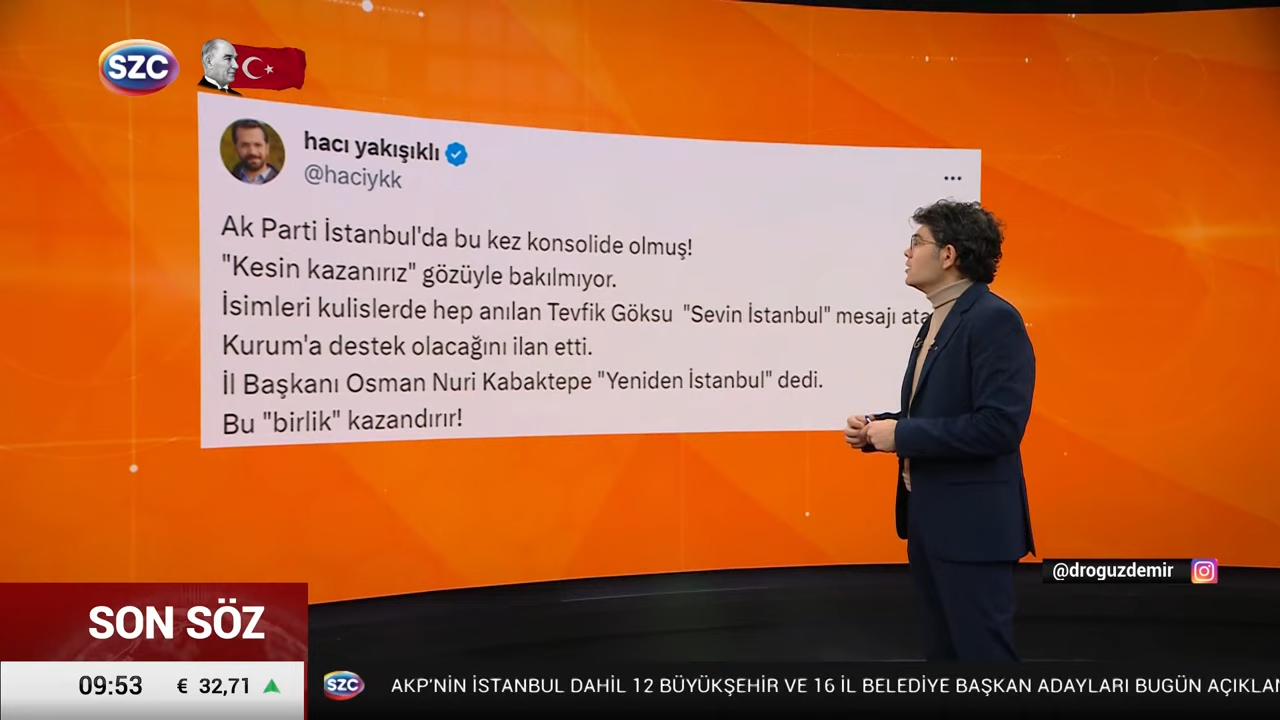 SZC
hacı yakışıklı
@haciykk
Ak Parti İstanbul'da bu kez konsolide olmuş!
"Kesin kazanırız" gözüyle bakılmıyor.
İsimleri kulislerde hep anılan Tevfik Göksu "Sevin İstanbul" mesajı ata
Kurum'a destek olacağını ilan etti.
İl Başkanı Osman Nuri Kabaktepe "Yeniden İstanbul" dedi.
Bu "birlik" kazandırır!
@droguzdemir
SON SÖZ
09:53 € 32,71
SZC AKP'NİN İSTANBUL DAHİL 12 BÜYÜKŞEHİR VE 16 İL BELEDİYE BAŞKAN ADAYLARI BUGÜN AÇIKLAN